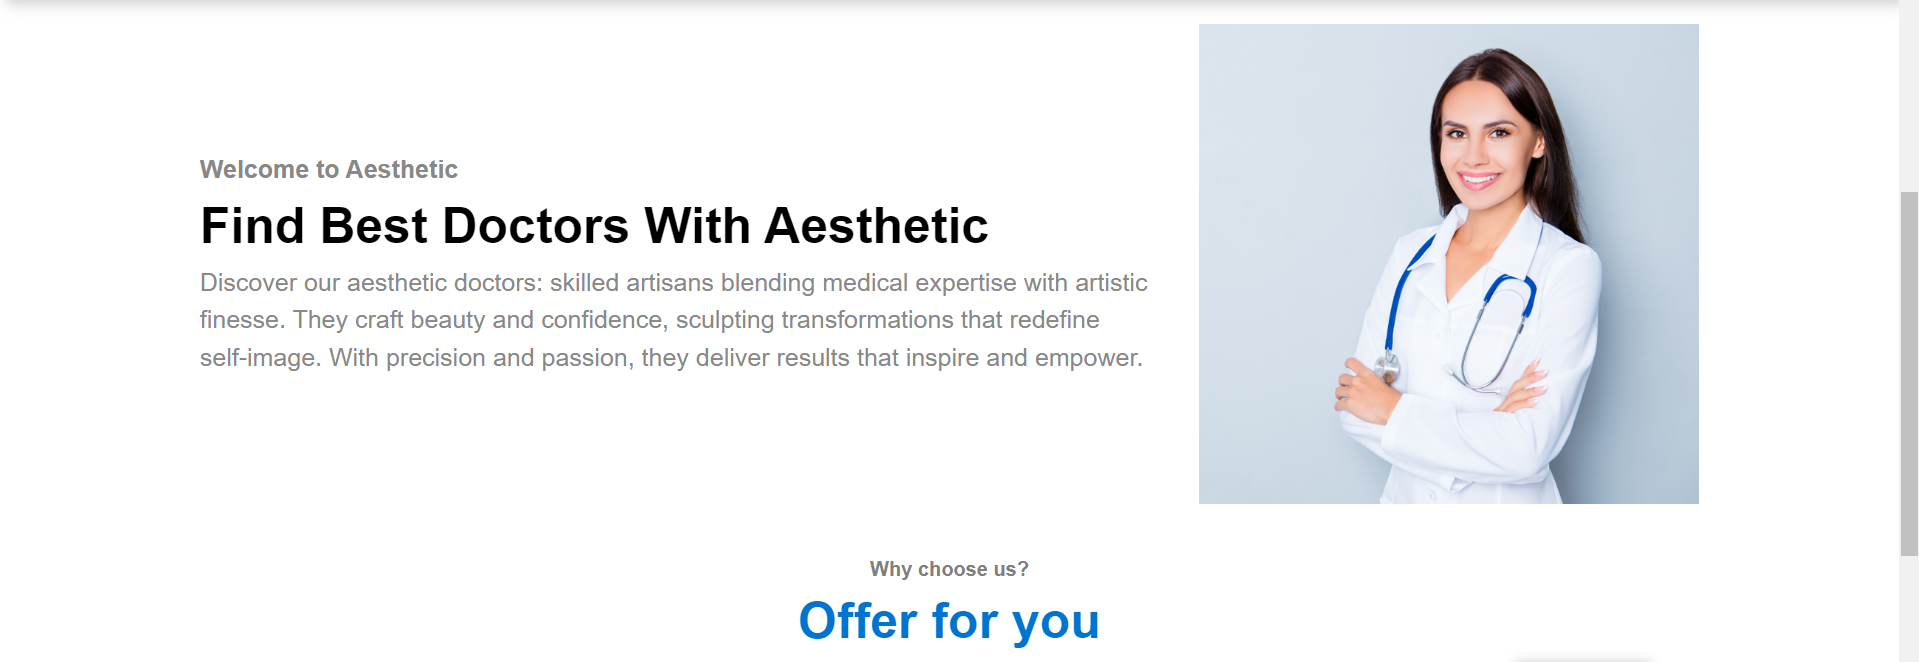 Welcome to Aesthetic
Find Best Doctors With Aesthetic
Discover our aesthetic doctors: skilled artisans blending medical expertise with artistic
finesse. They craft beauty and confidence, sculpting transformations that redefine
self-image. With precision and passion, they deliver results that inspire and empower.
Why choose us?
Offer for you